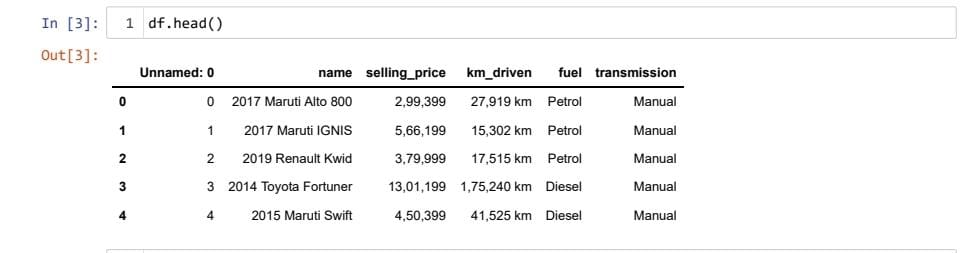 In [3]: 1 df.head()
Out[3]:
Unnamed: 0 name selling_price km_driven fuel transmission
0 0 2017 Maruti Alto 800 2,99,399 27,919 km Petrol Manual
1 1 2017 Maruti IGNIS 5,66,199 15,302 km Petrol Manual
2 2 2019 Renault Kwid 3,79,999 17,515 km Petrol Manual
3 3 2014 Toyota Fortuner 13,01,199 1,75,240 km Diesel Manual
4 4 2015 Maruti Swift 4,50,399 41,525 km Diesel Manual